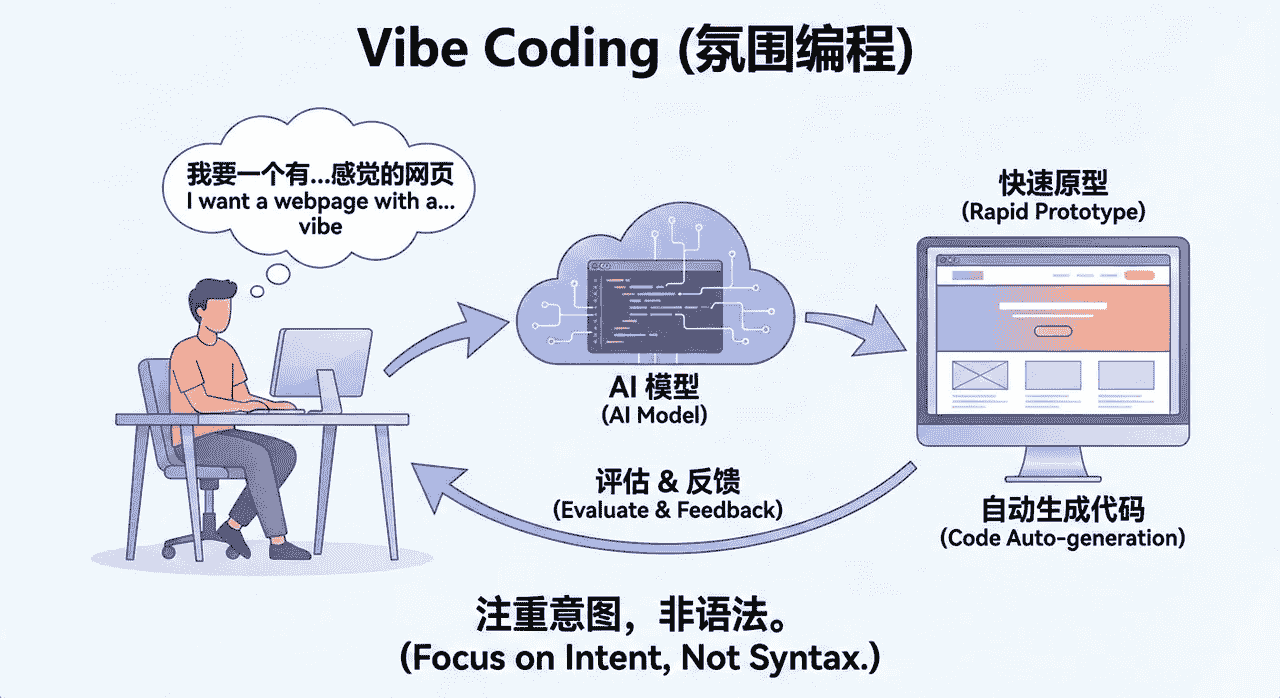 Vibe Coding (氛围编程)
我要一个有...感觉的网页
I want a webpage with a...
vibe
AI 模型
(AI Model)
快速原型
(Rapid Prototype)
自动生成代码
(Code Auto-generation)
评估 & 反馈
(Evaluate & Feedback)
注重意图，非语法。
(Focus on Intent, Not Syntax.)